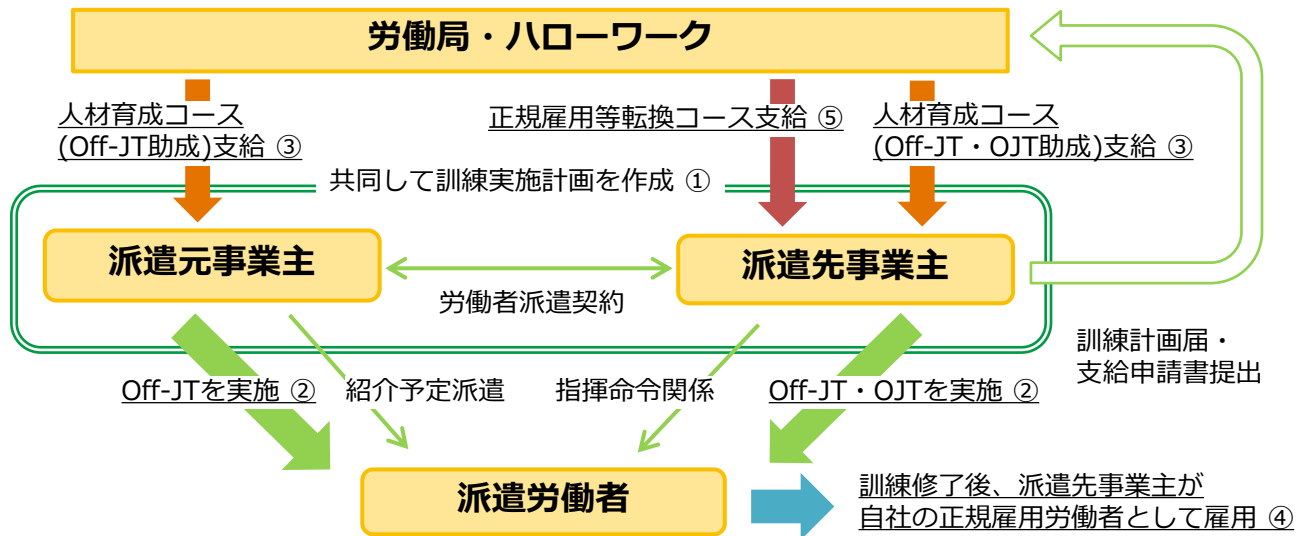 労働局・ハローワーク
人材育成コース
(Off-JT助成)支給 ③
正規雇用等転換コース支給 ⑤
人材育成コース
(Off-JT・OJT助成)支給 ③
共同して訓練実施計画を作成 ①
派遣元事業主
派遣先事業主
労働者派遣契約
訓練計画届・
支給申請書提出
Off-JTを実施 ②
紹介予定派遣
指揮命令関係
Off-JT・OJTを実施 ②
派遣労働者
訓練修了後、派遣先事業主が
自社の正規雇用労働者として雇用 ④